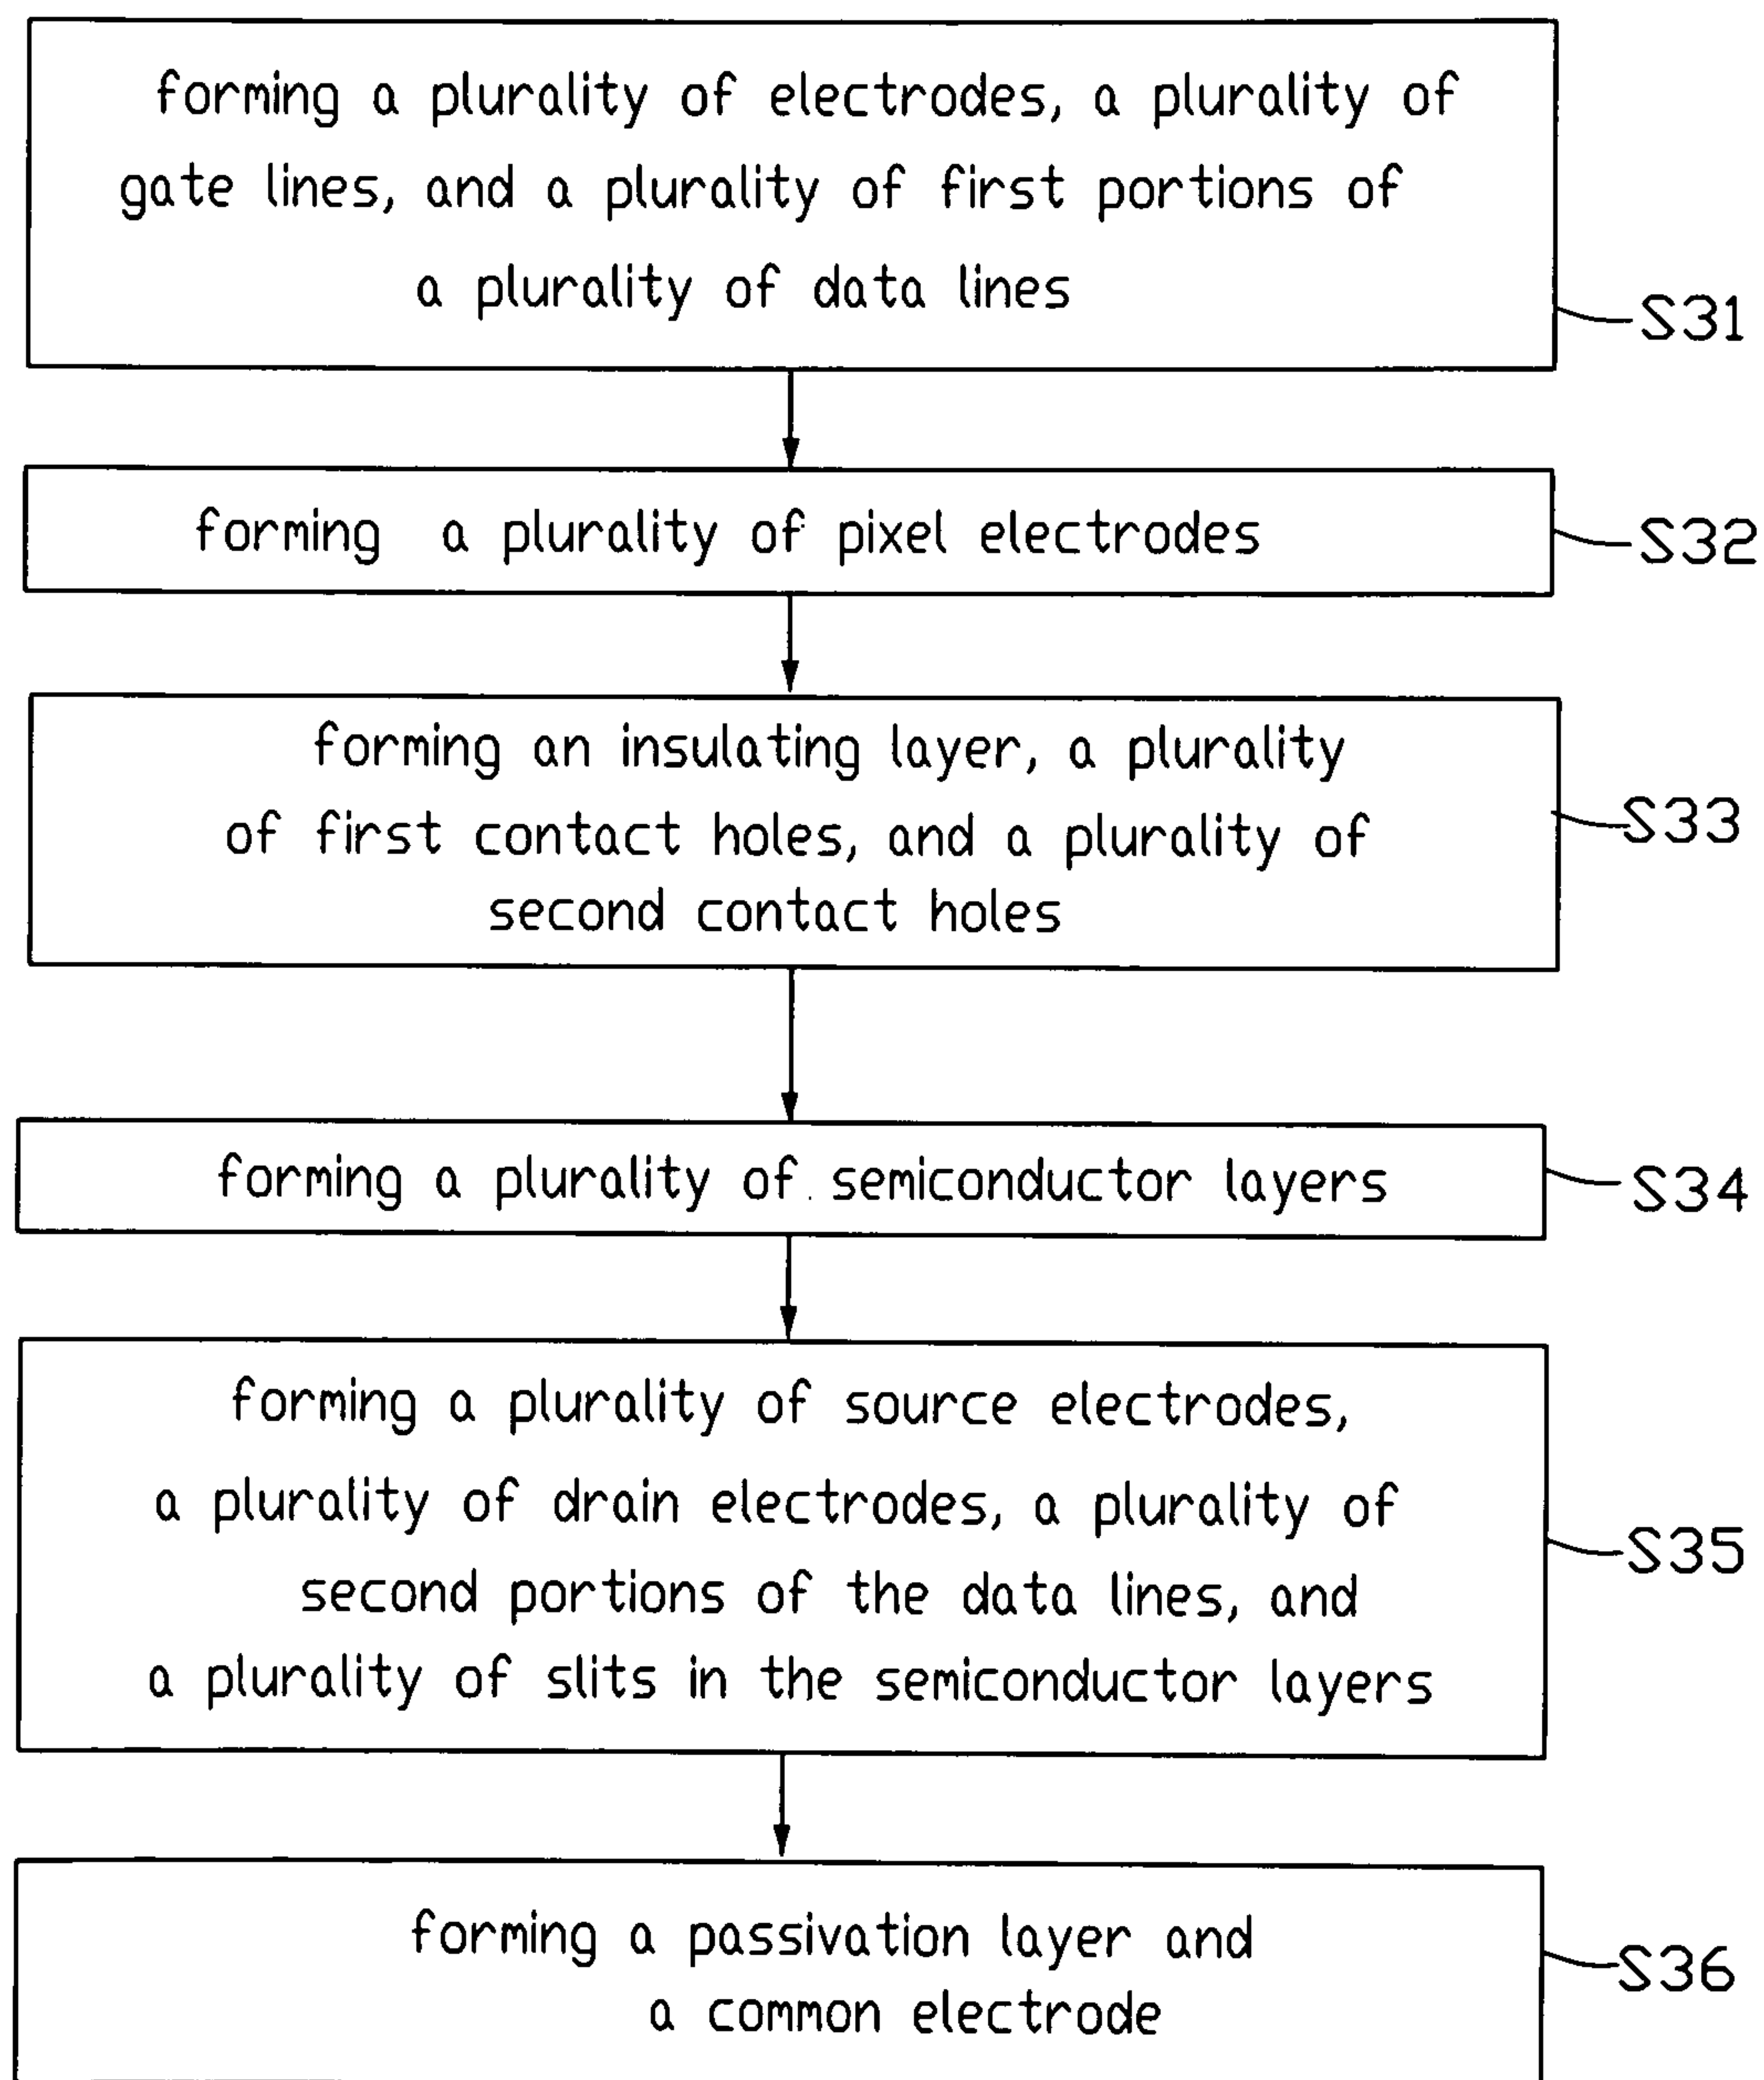 forming a plurality of electrodes, a plurality of
gate lines, and a plurality of first portions of
a plurality of data lines
S31
forming a plurality of pixel electrodes
S32
forming an insulating layer, a plurality
of first contact holes, and a plurality of
second contact holes
S33
forming a plurality of semiconductor layers
S34
forming a plurality of source electrodes,
a plurality of drain electrodes, a plurality of
second portions of the data lines, and
a plurality of slits in the semiconductor layers
S35
forming a passivation layer and
a common electrode
S36